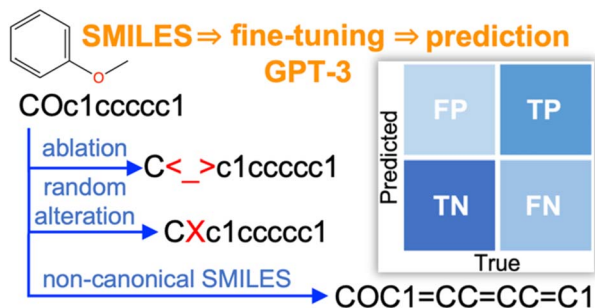 SMILES ⇒ fine-tuning ⇒ prediction
GPT-3
O
COc1ccccc1
ablation
C<_>c1ccccc1
random
alteration
CXc1ccccc1
non-canonical SMILES
COC1=CC=CC=C1
Predicted
FP TP
TN FN
True